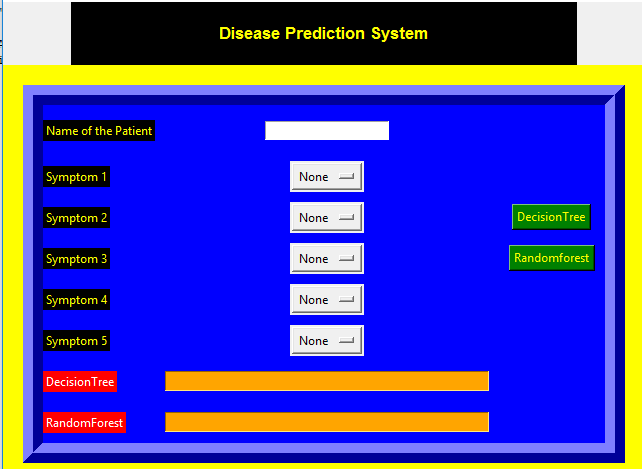 Disease Prediction System
Name of the Patient
Symptom 1
None
Symptom 2
None
DecisionTree
Symptom 3
None
Randomforest
Symptom 4
None
Symptom 5
None
DecisionTree
RandomForest